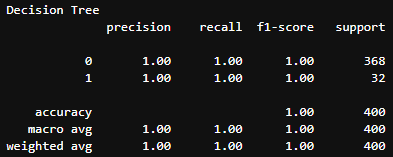 Decision Tree
precision recall f1-score support
0 1.00 1.00 1.00 368
1 1.00 1.00 1.00 32
accuracy 1.00 400
macro avg 1.00 1.00 1.00 400
weighted avg 1.00 1.00 1.00 400